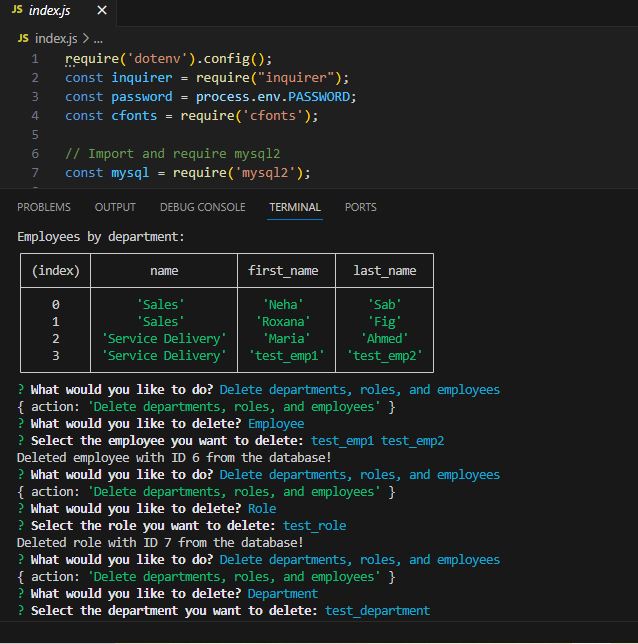 JS index.js ×
JS index.js > ...
1 require('dotenv').config();
2 const inquirer = require("inquirer");
3 const password = process.env.PASSWORD;
4 const cfonts = require('cfonts');
5
6 // Import and require mysql2
7 const mysql = require('mysql2');
PROBLEMS OUTPUT DEBUG CONSOLE TERMINAL PORTS
Employees by department:
(index) name first_name last_name
0 'Sales' 'Neha' 'Sab'
1 'Sales' 'Roxana' 'Fig'
2 'Service Delivery' 'Maria' 'Ahmed'
3 'Service Delivery' 'test_emp1' 'test_emp2'
? What would you like to do? Delete departments, roles, and employees
{ action: 'Delete departments, roles, and employees' }
? What would you like to delete? Employee
? Select the employee you want to delete: test_emp1 test_emp2
Deleted employee with ID 6 from the database!
? What would you like to do? Delete departments, roles, and employees
{ action: 'Delete departments, roles, and employees' }
? What would you like to delete? Role
? Select the role you want to delete: test_role
Deleted role with ID 7 from the database!
? What would you like to do? Delete departments, roles, and employees
{ action: 'Delete departments, roles, and employees' }
? What would you like to delete? Department
? Select the department you want to delete: test_department